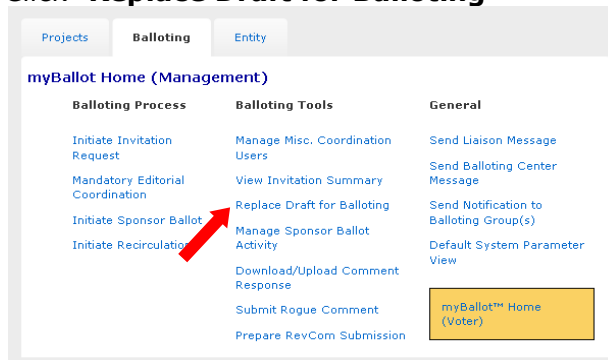 Click "Replace Draft for Balloting"
Projects Balloting Entity
myBallot Home (Management)
Balloting Process
Initiate Invitation
Request
Mandatory Editorial
Coordination
Initiate Sponsor Ballot
Initiate Recirculation
Balloting Tools
Manage Misc. Coordination
Users
View Invitation Summary
Replace Draft for Balloting
Manage Sponsor Ballot
Activity
Download/Upload Comment
Response
Submit Rogue Comment
Prepare RevCom Submission
General
Send Liaison Message
Send Balloting Center
Message
Send Notification to
Balloting Group(s)
Default System Parameter
View
myBallot™ Home
(Voter)